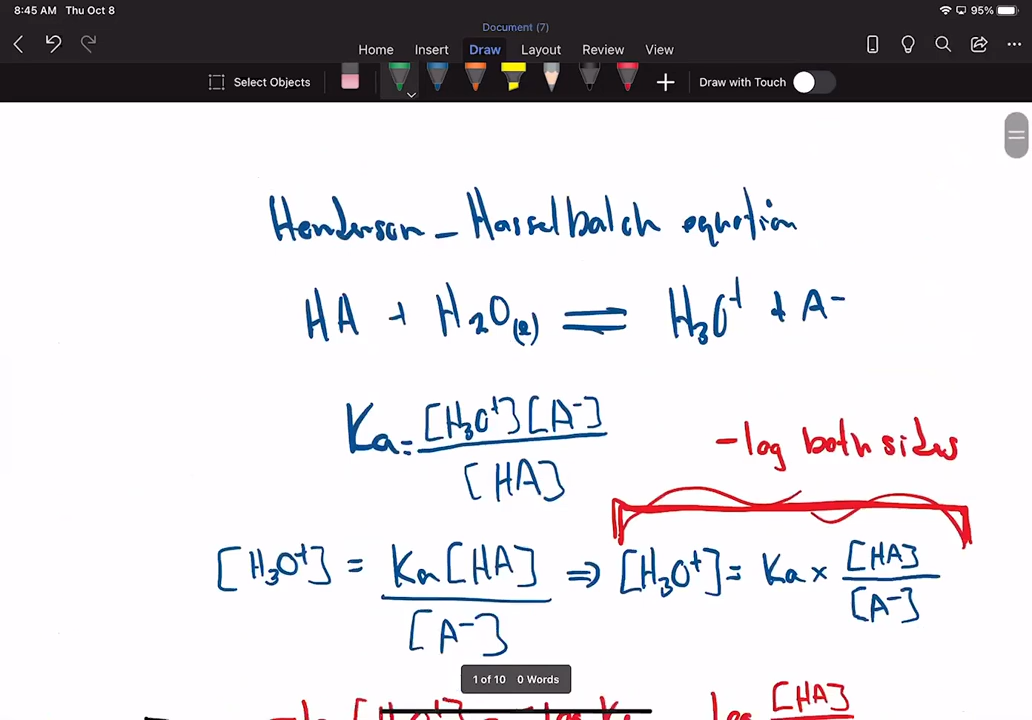 8:45 AM Thu Oct 8
95%
Document (7)
Home Insert Draw Layout Review View
Select Objects
Draw with Touch
Henderson - Hasselbalch equation
HA + H₂O(l) ⇌ H₃O⁺ + A-
Ka = [H₃O⁺][A⁻] / [HA]
-log both sides
[H₃O⁺] = Ka[HA] / [A⁻] ⇒ [H₃O⁺] = Ka × [HA] / [A⁻]
1 of 10 0 Words
[HA]